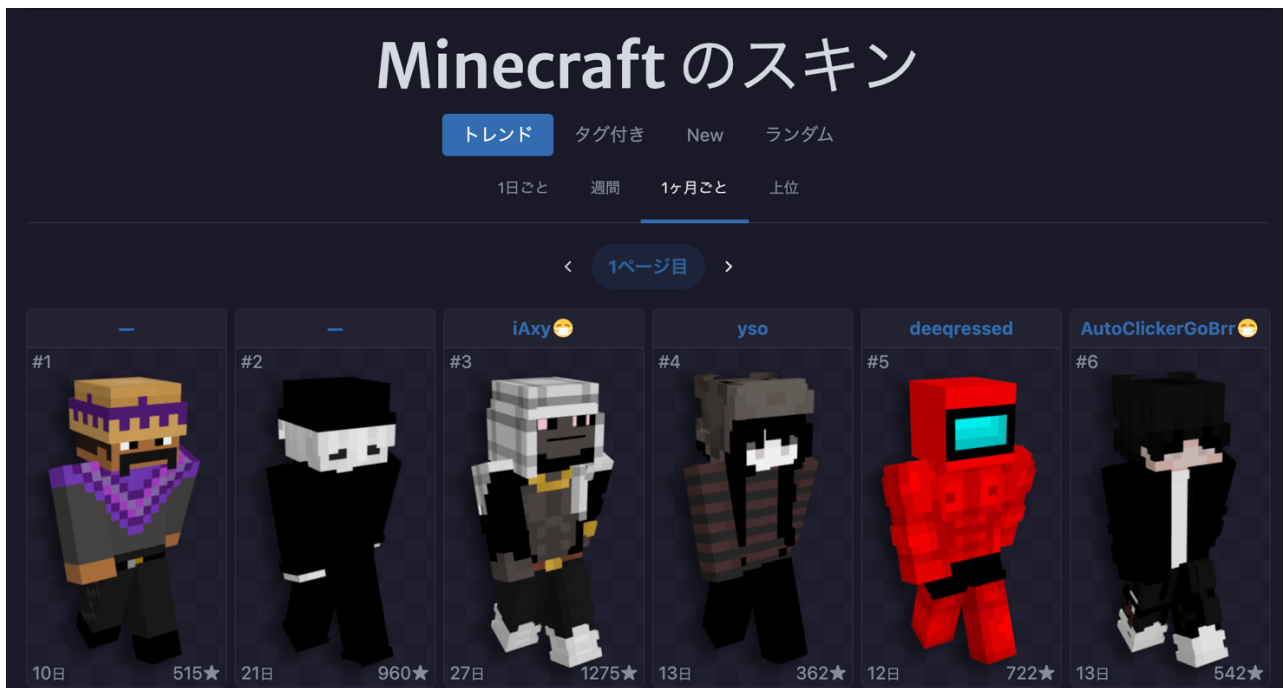 Minecraft のスキン
トレンド タグ付き New ランダム
1日ごと 週間 1ヶ月ごと 上位
‹ 1ページ目 ›
— — iAxy😷 yso deeqressed AutoClickerGoBrr😷
#1 #2 #3 #4 #5 #6
10日 515★ 21日 960★ 27日 1275★ 13日 362★ 12日 722★ 13日 542★